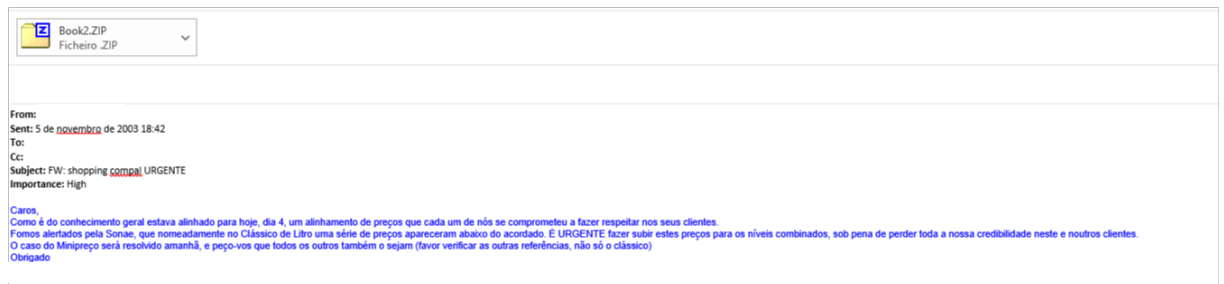 Book2.ZIP
Ficheiro .ZIP
From:
Sent: 5 de novembro de 2003 18:42
To:
Cc:
Subject: FW: shopping compal URGENTE
Importance: High
Caros,
Como é do conhecimento geral estava alinhado para hoje, dia 4, um alinhamento de preços que cada um de nós se comprometeu a fazer respeitar nos seus clientes.
Fomos alertados pela Sonae, que nomeadamente no Clássico de Litro uma série de preços apareceram abaixo do acordado. É URGENTE fazer subir estes preços para os níveis combinados, sob pena de perder toda a nossa credibilidade neste e noutros clientes.
O caso do Minipreço será resolvido amanhã, e peço-vos que todos os outros também o sejam (favor verificar as outras referências, não só o clássico)
Obrigado